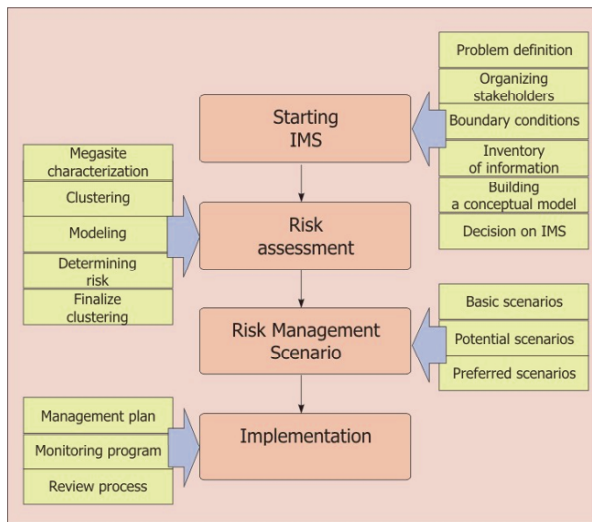 Problem definition
Organizing
stakeholders
Boundary conditions
Inventory
of information
Building
a conceptual model
Decision on IMS
Starting
IMS
Megasite
characterization
Clustering
Modeling
Determining
risk
Finalize
clustering
Risk
assessment
Risk Management
Scenario
Basic scenarios
Potential scenarios
Preferred scenarios
Management plan
Monitoring program
Review process
Implementation